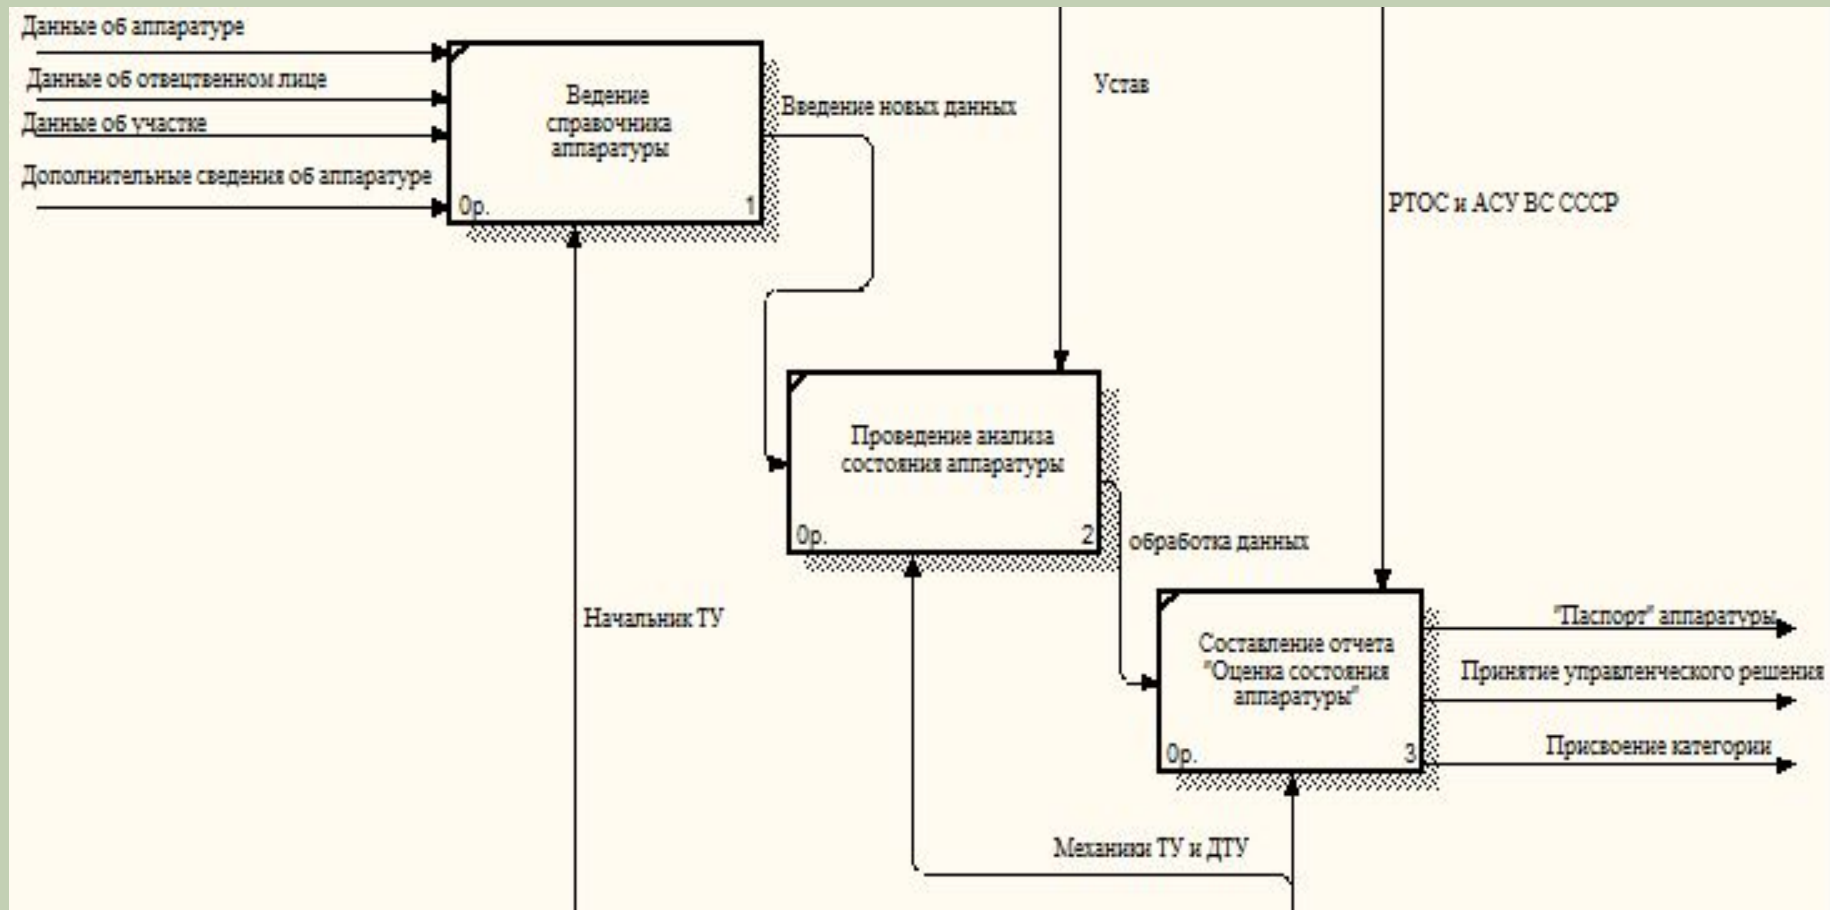 Данные об аппаратуре
Данные об отвецтвенном лице
Данные об участке
Дополнительные сведения об аппаратуре
Ведение
справочника
аппаратуры
0р.
1
Введение новых данных
Устав
РТОС и АСУ ВС СССР
Проведение анализа
состояния аппаратуры
0р.
2
обработка данных
Начальник ТУ
Составление отчета
"Оценка состояния
аппаратуры"
0р.
3
"Паспорт" аппаратуры
Принятие управленческого решения
Присвоение категории
Механики ТУ и ДТУ